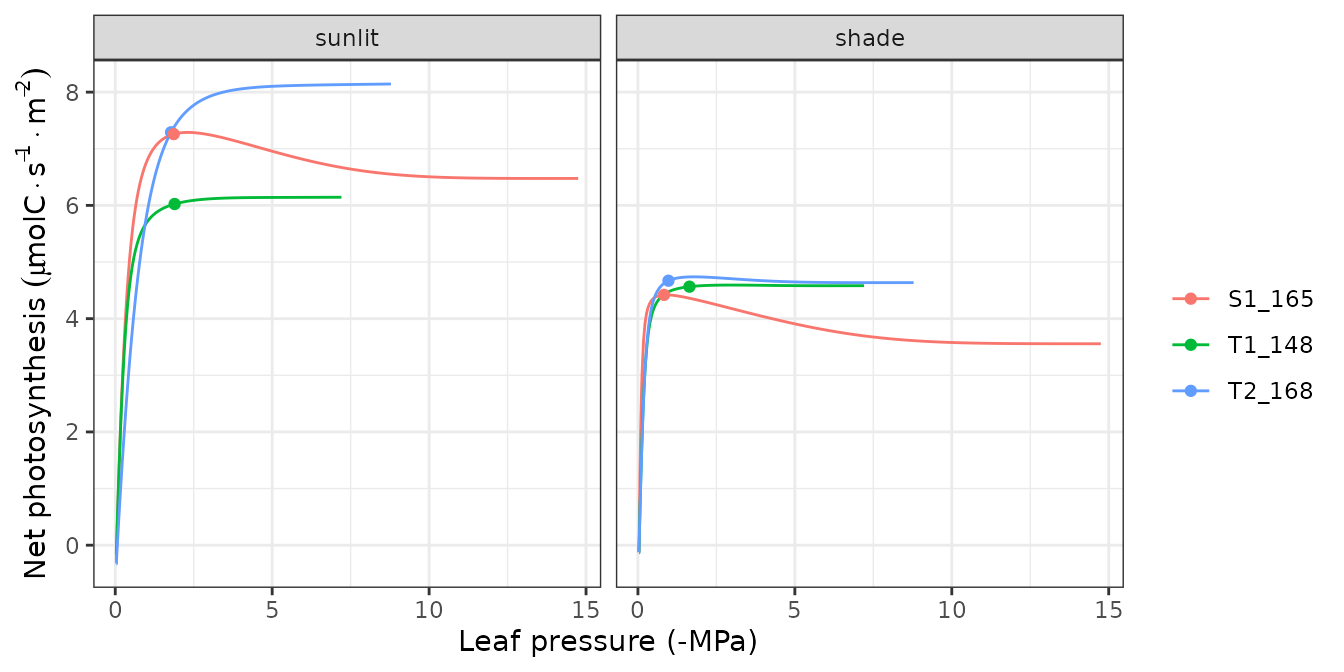 sunlit
shade
Net photosynthesis (μmolC · s⁻¹ · m⁻²)
8
6
4
2
0
0 5 10 15
0 5 10 15
Leaf pressure (-MPa)
S1_165
T1_148
T2_168